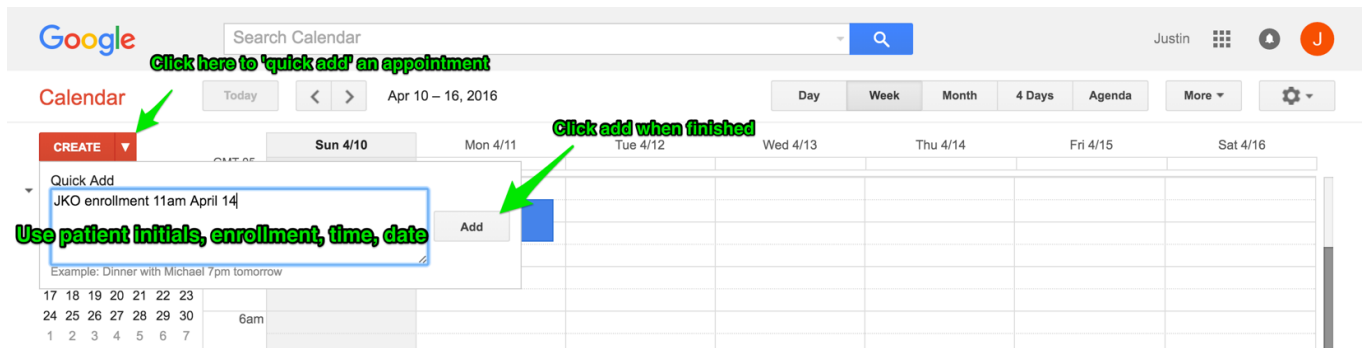 Google
Search Calendar
Justin
J
Click here to 'quick add' an appointment
Calendar
Today
< >
Apr 10 – 16, 2016
Day Week Month 4 Days Agenda
More
Click add when finished
CREATE
Sun 4/10 Mon 4/11 Tue 4/12 Wed 4/13 Thu 4/14 Fri 4/15 Sat 4/16
Quick Add
JKO enrollment 11am April 14
Add
Use patient initials, enrollment, time, date
Example: Dinner with Michael 7pm tomorrow
17 18 19 20 21 22 23
24 25 26 27 28 29 30
6am
1 2 3 4 5 6 7